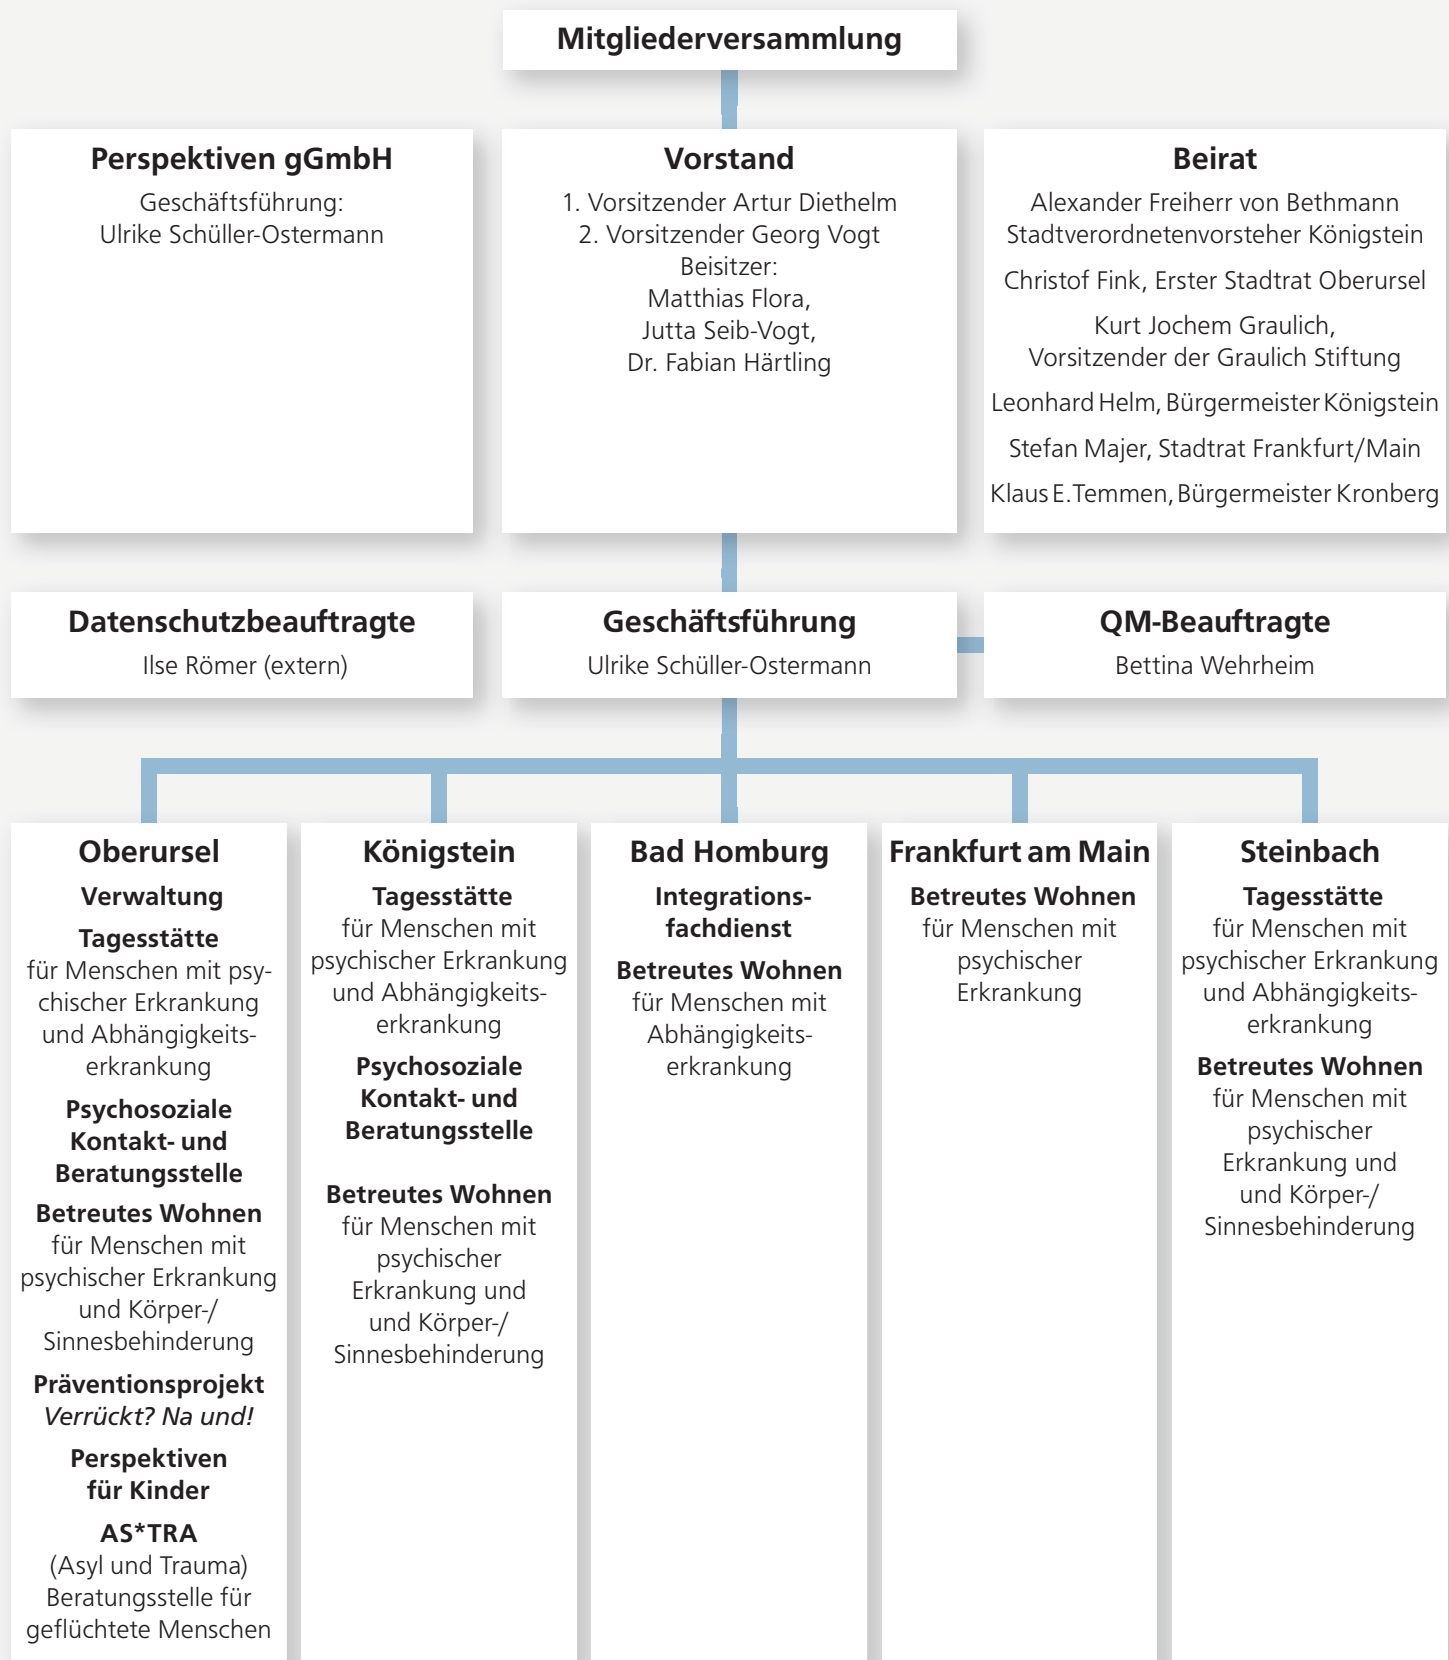 Mitgliederversammlung
Perspektiven gGmbH
Geschäftsführung:
Ulrike Schüller-Ostermann
Vorstand
1. Vorsitzender Artur Diethelm
2. Vorsitzender Georg Vogt
Beisitzer:
Matthias Flora,
Jutta Seib-Vogt,
Dr. Fabian Härtling
Beirat
Alexander Freiherr von Bethmann
Stadtverordnetenvorsteher Königstein
Christof Fink, Erster Stadtrat Oberursel
Kurt Jochem Graulich,
Vorsitzender der Graulich Stiftung
Leonhard Helm, Bürgermeister Königstein
Stefan Majer, Stadtrat Frankfurt/Main
Klaus E. Temmen, Bürgermeister Kronberg
Datenschutzbeauftragte
Ilse Römer (extern)
Geschäftsführung
Ulrike Schüller-Ostermann
QM-Beauftragte
Bettina Wehrheim
Oberursel
Verwaltung
Tagesstätte
für Menschen mit psy-
chischer Erkrankung
und Abhängigkeits-
erkrankung
Psychosoziale
Kontakt- und
Beratungsstelle
Betreutes Wohnen
für Menschen mit
psychischer Erkrankung
und Körper-/
Sinnesbehinderung
Präventionsprojekt
Verrückt? Na und!
Perspektiven
für Kinder
AS*TRA
(Asyl und Trauma)
Beratungsstelle für
geflüchtete Menschen
Königstein
Tagesstätte
für Menschen mit
psychischer Erkrankung
und Abhängigkeits-
erkrankung
Psychosoziale
Kontakt- und
Beratungsstelle
Betreutes Wohnen
für Menschen mit
psychischer
Erkrankung und
und Körper-/
Sinnesbehinderung
Bad Homburg
Integrations-
fachdienst
Betreutes Wohnen
für Menschen mit
Abhängigkeits-
erkrankung
Frankfurt am Main
Betreutes Wohnen
für Menschen mit
psychischer
Erkrankung
Steinbach
Tagesstätte
für Menschen mit
psychischer Erkrankung
und Abhängigkeits-
erkrankung
Betreutes Wohnen
für Menschen mit
psychischer
Erkrankung und
und Körper-/
Sinnesbehinderung